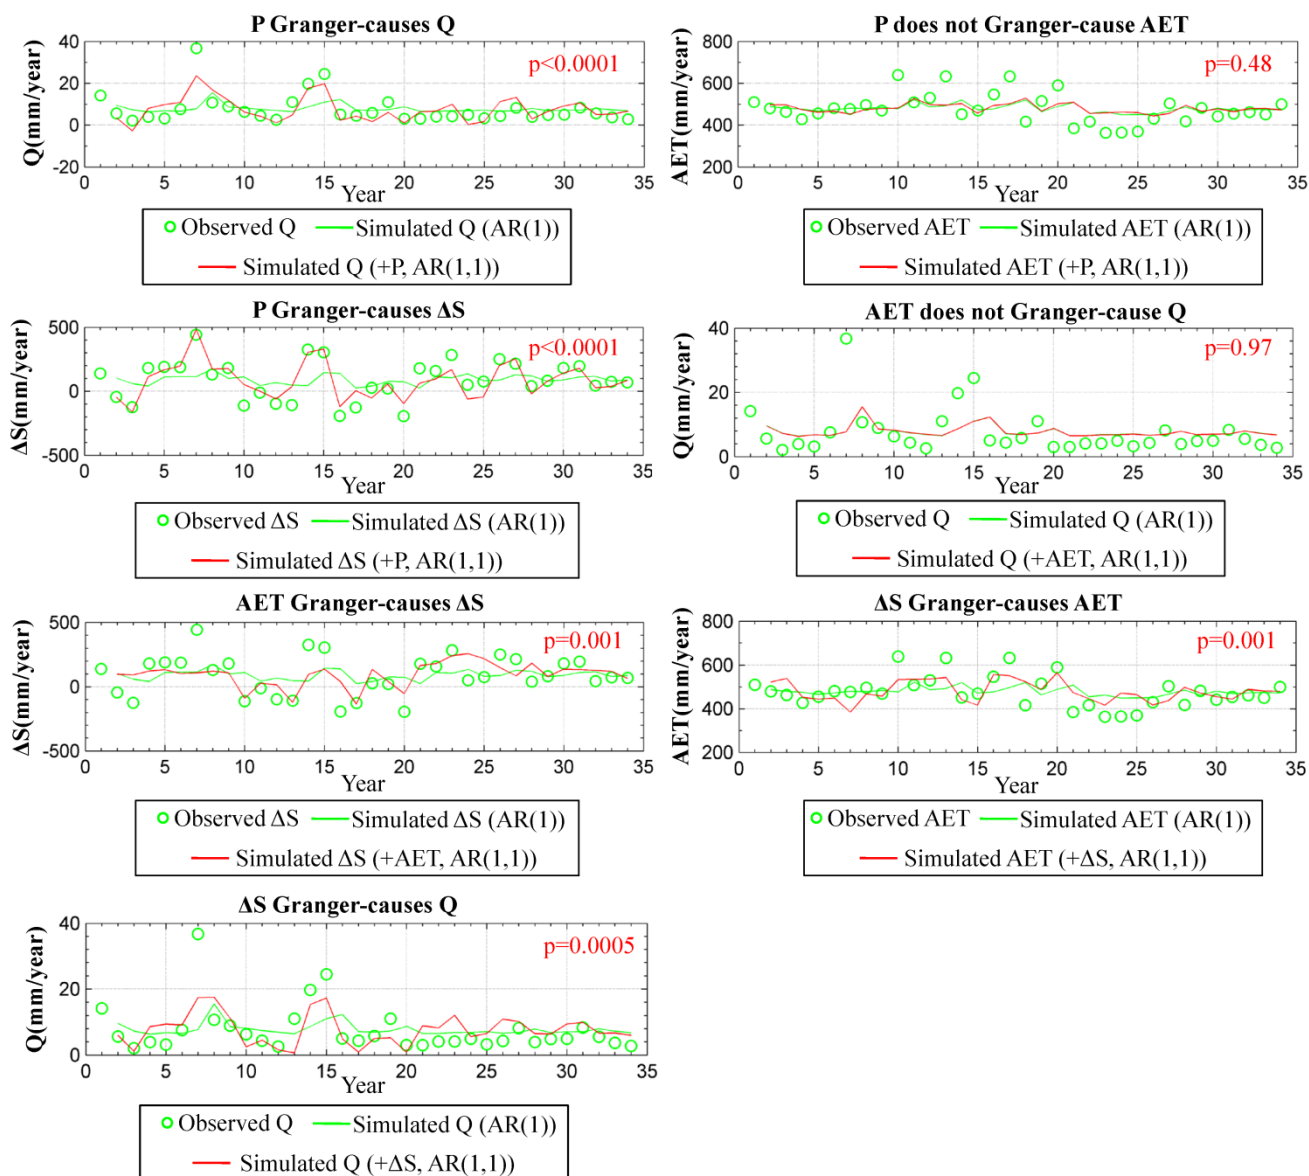 P Granger-causes Q
p<0.0001
Q(mm/year)
40
20
0
-20
0 5 10 15 20 25 30 35
Year
Observed Q Simulated Q (AR(1))
Simulated Q (+P, AR(1,1))
P does not Granger-cause AET
p=0.48
AET(mm/year)
800
600
400
200
0 5 10 15 20 25 30 35
Year
Observed AET Simulated AET (AR(1))
Simulated AET (+P, AR(1,1))
P Granger-causes ΔS
p<0.0001
ΔS(mm/year)
500
0
-500
0 5 10 15 20 25 30 35
Year
Observed ΔS Simulated ΔS (AR(1))
Simulated ΔS (+P, AR(1,1))
AET does not Granger-cause Q
p=0.97
Q(mm/year)
40
20
0
0 5 10 15 20 25 30 35
Year
Observed Q Simulated Q (AR(1))
Simulated Q (+AET, AR(1,1))
AET Granger-causes ΔS
p=0.001
ΔS(mm/year)
500
0
-500
0 5 10 15 20 25 30 35
Year
Observed ΔS Simulated ΔS (AR(1))
Simulated ΔS (+AET, AR(1,1))
ΔS Granger-causes AET
p=0.001
AET(mm/year)
800
600
400
200
0 5 10 15 20 25 30 35
Year
Observed AET Simulated AET (AR(1))
Simulated AET (+ΔS, AR(1,1))
ΔS Granger-causes Q
p=0.0005
Q(mm/year)
40
20
0
0 5 10 15 20 25 30 35
Year
Observed Q Simulated Q (AR(1))
Simulated Q (+ΔS, AR(1,1))